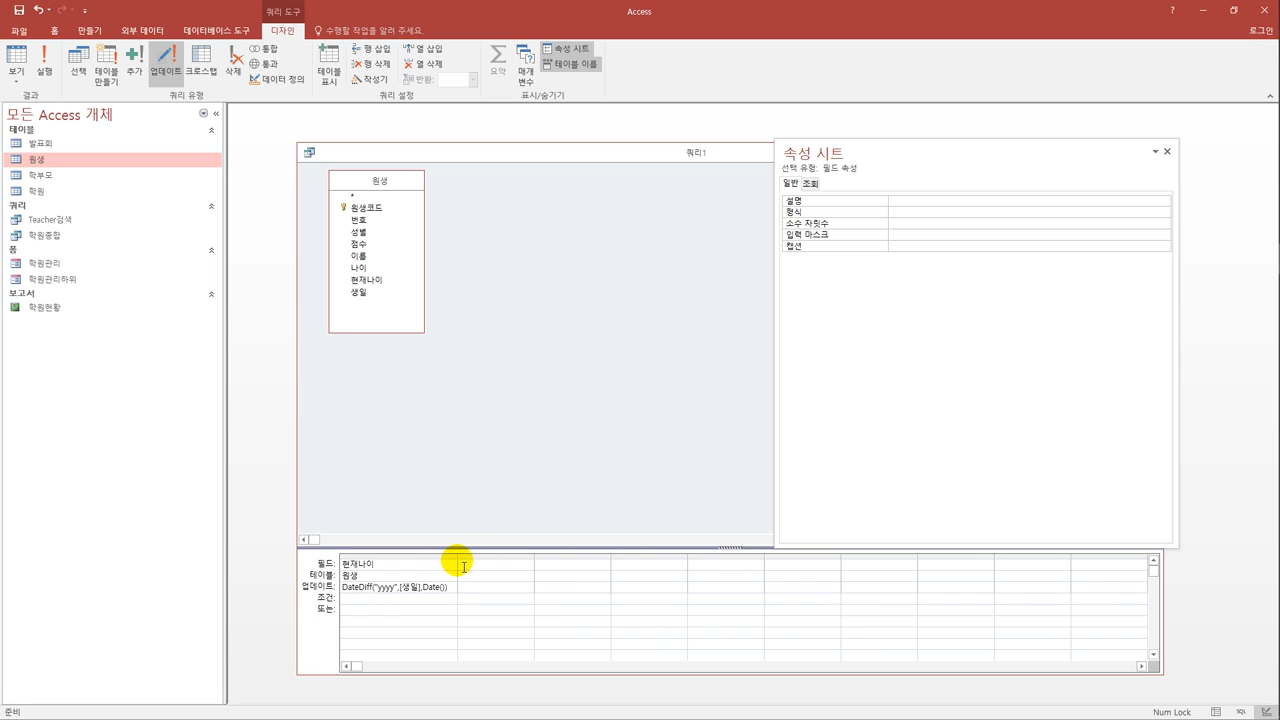 쿼리 도구
Access
?
로그인
파일 홈 만들기 외부 데이터 데이터베이스 도구 디자인 수행할 작업을 알려 주세요.
보기 실행 선택 테이블 만들기 추가 업데이트 크로스탭 삭제
통합
통과
데이터 정의
테이블 표시
행 삽입
행 삭제
작성기
열 삽입
열 삭제
반환:
요약 매개 변수
속성 시트
테이블 이름
결과 쿼리 유형 쿼리 설정 표시/숨기기
모든 Access 개체
테이블
발표회
원생
학부모
학원
쿼리
Teacher검색
학원종합
폼
학원관리
학원관리하위
보고서
학원현황
쿼리1
원생
*
원생코드
번호
성별
점수
이름
나이
현재나이
생일
속성 시트
선택 유형: 필드 속성
일반 조회
설명
형식
소수 자릿수
입력 마스크
캡션
필드: 현재나이
테이블: 원생
업데이트: DateDiff("yyyy",[생일],Date())
조건:
또는:
준비
Num Lock
SQL